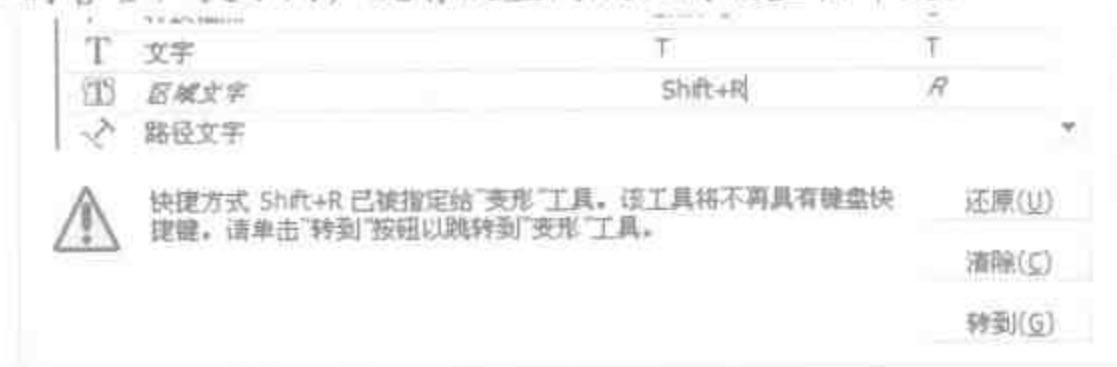 T 文字 T T
区域文字 Shift+R R
路径文字
快捷方式 Shift+R 已被指定给"变形"工具。该工具将不再具有键盘快
捷键。请单击"转到"按钮以跳转到"变形"工具。
还原(U)
清除(C)
转到(G)